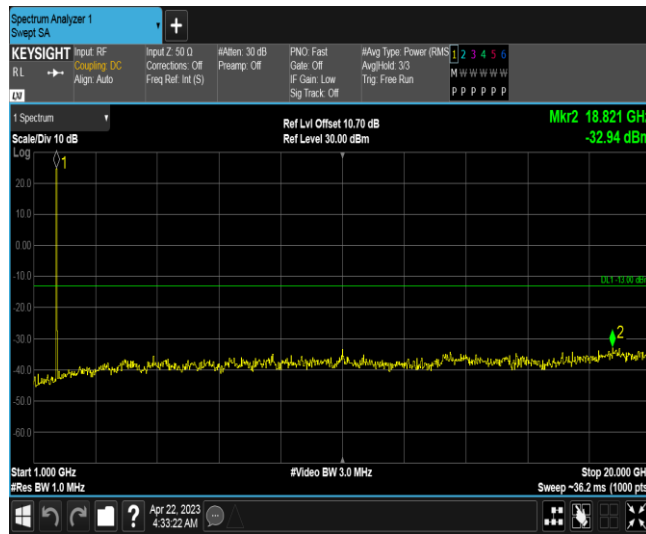 Spectrum Analyzer 1
Swept SA
+
KEYSIGHT Input: RF
RL Coupling: DC
Align: Auto
LXI
Input Z: 50 Ω
Corrections: Off
Freq Ref: Int (S)
#Atten: 30 dB
Preamp: Off
PNO: Fast
Gate: Off
IF Gain: Low
Sig Track: Off
#Avg Type: Power (RMS
Avg|Hold: 3/3
Trig: Free Run
1 2 3 4 5 6
M W W W W W
P P P P P P
1 Spectrum
Scale/Div 10 dB
Ref Lvl Offset 10.70 dB
Ref Level 30.00 dBm
Mkr2 18.821 GHz
-32.94 dBm
Log
1
20.0
10.0
0.00
-10.0
DL1 -13.00 dB
-20.0
-30.0
2
-40.0
-50.0
-60.0
Start 1.000 GHz
#Res BW 1.0 MHz
#Video BW 3.0 MHz
Stop 20.000 GH
Sweep ~36.2 ms (1000 pts
?
Apr 22, 2023
4:33:22 AM